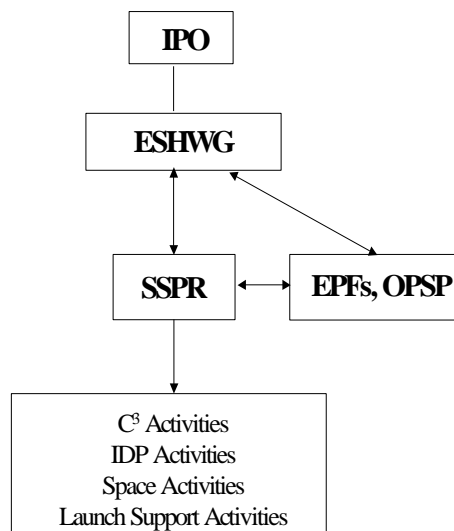 IPO
ESHWG
SSPR
EPFs, OPSP
C³ Activities
IDP Activities
Space Activities
Launch Support Activities